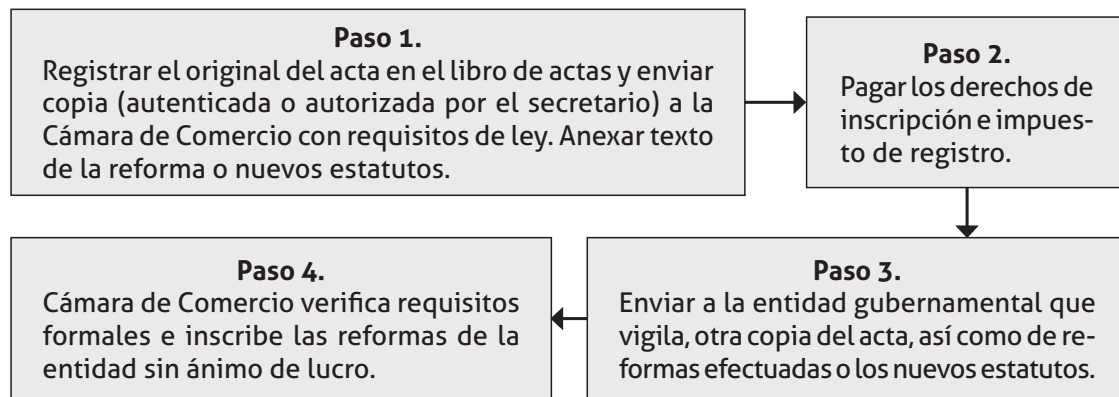 Paso 1.
Registrar el original del acta en el libro de actas y enviar
copia (autenticada o autorizada por el secretario) a la
Cámara de Comercio con requisitos de ley. Anexar texto
de la reforma o nuevos estatutos.
Paso 2.
Pagar los derechos de
inscripción e impues-
to de registro.
Paso 3.
Enviar a la entidad gubernamental que
vigila, otra copia del acta, así como de re-
formas efectuadas o los nuevos estatutos.
Paso 4.
Cámara de Comercio verifica requisitos
formales e inscribe las reformas de la
entidad sin ánimo de lucro.